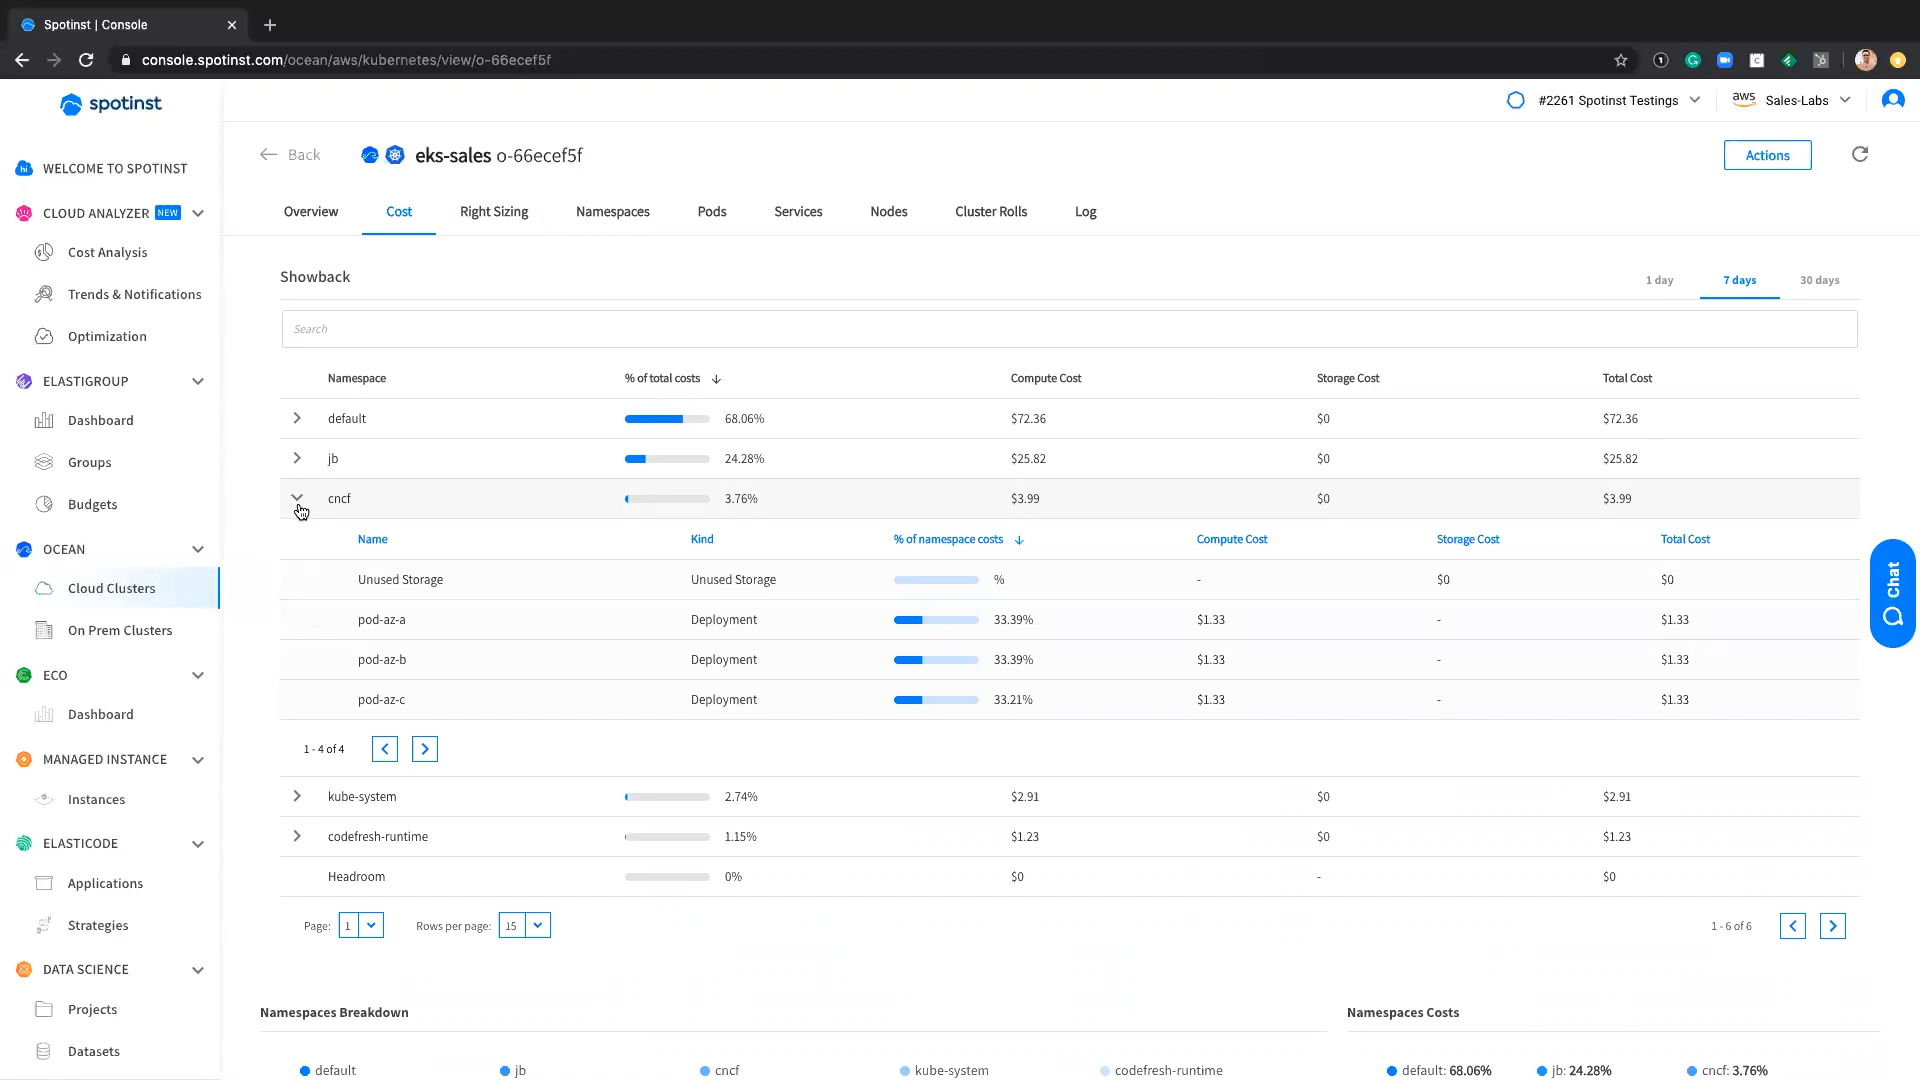 Spotinst | Console
console.spotinst.com/ocean/aws/kubernetes/view/o-66ecef5f
spotinst
#2261 Spotinst Testings
aws Sales-Labs
hi WELCOME TO SPOTINST
CLOUD ANALYZER NEW
Cost Analysis
Trends & Notifications
Optimization
ELASTIGROUP
Dashboard
Groups
Budgets
OCEAN
Cloud Clusters
On Prem Clusters
ECO
Dashboard
MANAGED INSTANCE
Instances
ELASTICODE
Applications
Strategies
DATA SCIENCE
Projects
Datasets
Back eks-sales o-66ecef5f Actions
Overview Cost Right Sizing Namespaces Pods Services Nodes Cluster Rolls Log
Showback 1 day 7 days 30 days
Search
Namespace % of total costs Compute Cost Storage Cost Total Cost
default 68.06% $72.36 $0 $72.36
jb 24.28% $25.82 $0 $25.82
cncf 3.76% $3.99 $0 $3.99
Name Kind % of namespace costs Compute Cost Storage Cost Total Cost
Unused Storage Unused Storage % - $0 $0
pod-az-a Deployment 33.39% $1.33 - $1.33
pod-az-b Deployment 33.39% $1.33 - $1.33
pod-az-c Deployment 33.21% $1.33 - $1.33
1 - 4 of 4
kube-system 2.74% $2.91 $0 $2.91
codefresh-runtime 1.15% $1.23 $0 $1.23
Headroom 0% $0 - $0
Page: 1 Rows per page: 15 1 - 6 of 6
Namespaces Breakdown Namespaces Costs
default jb cncf kube-system codefresh-runtime default: 68.06% jb: 24.28% cncf: 3.76%
Chat